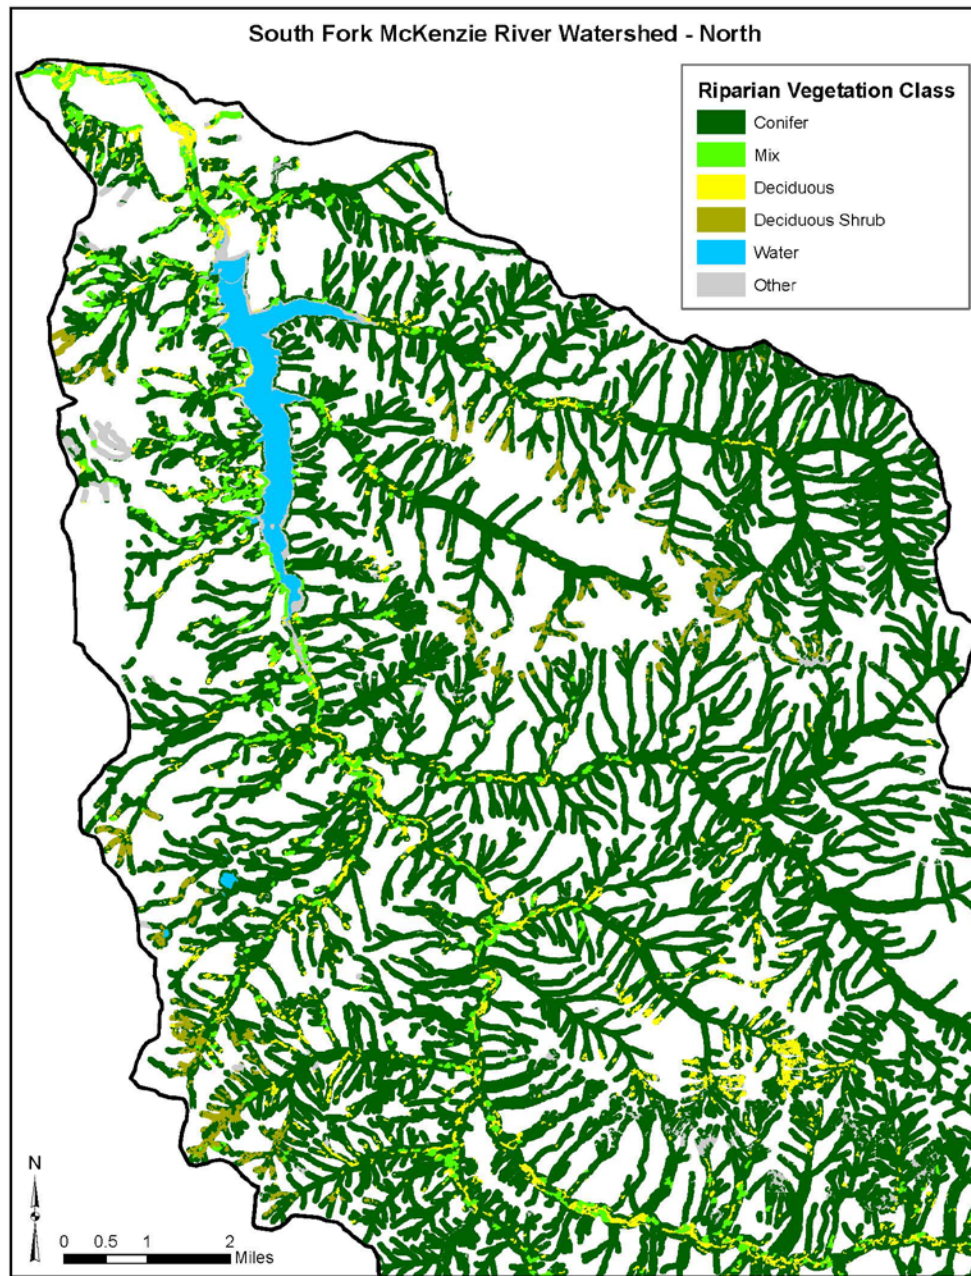 South Fork McKenzie River Watershed - North
Riparian Vegetation Class
Conifer
Mix
Deciduous
Deciduous Shrub
Water
Other
N
0 0.5 1 2
Miles